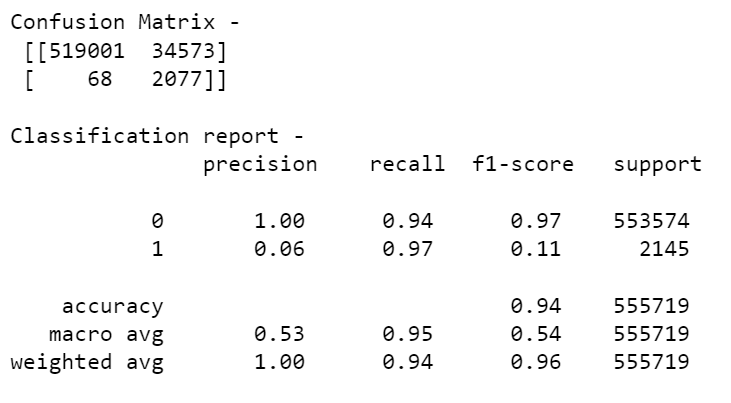 Confusion Matrix -
[[519001 34573]
[ 68 2077]]
Classification report -
precision recall f1-score support
0 1.00 0.94 0.97 553574
1 0.06 0.97 0.11 2145
accuracy 0.94 555719
macro avg 0.53 0.95 0.54 555719
weighted avg 1.00 0.94 0.96 555719